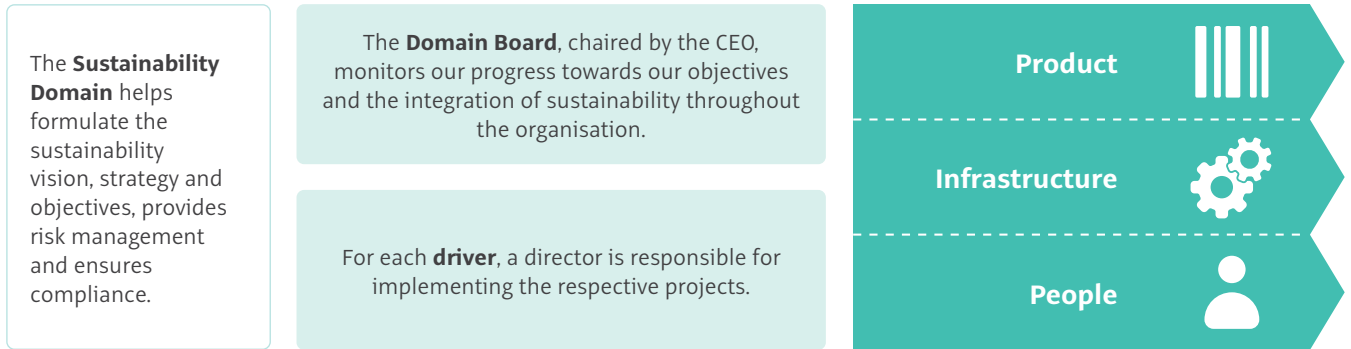 The Sustainability
Domain helps
formulate the
sustainability
vision, strategy and
objectives, provides
risk management
and ensures
compliance.
The Domain Board, chaired by the CEO,
monitors our progress towards our objectives
and the integration of sustainability throughout
the organisation.
For each driver, a director is responsible for
implementing the respective projects.
Product
Infrastructure
People